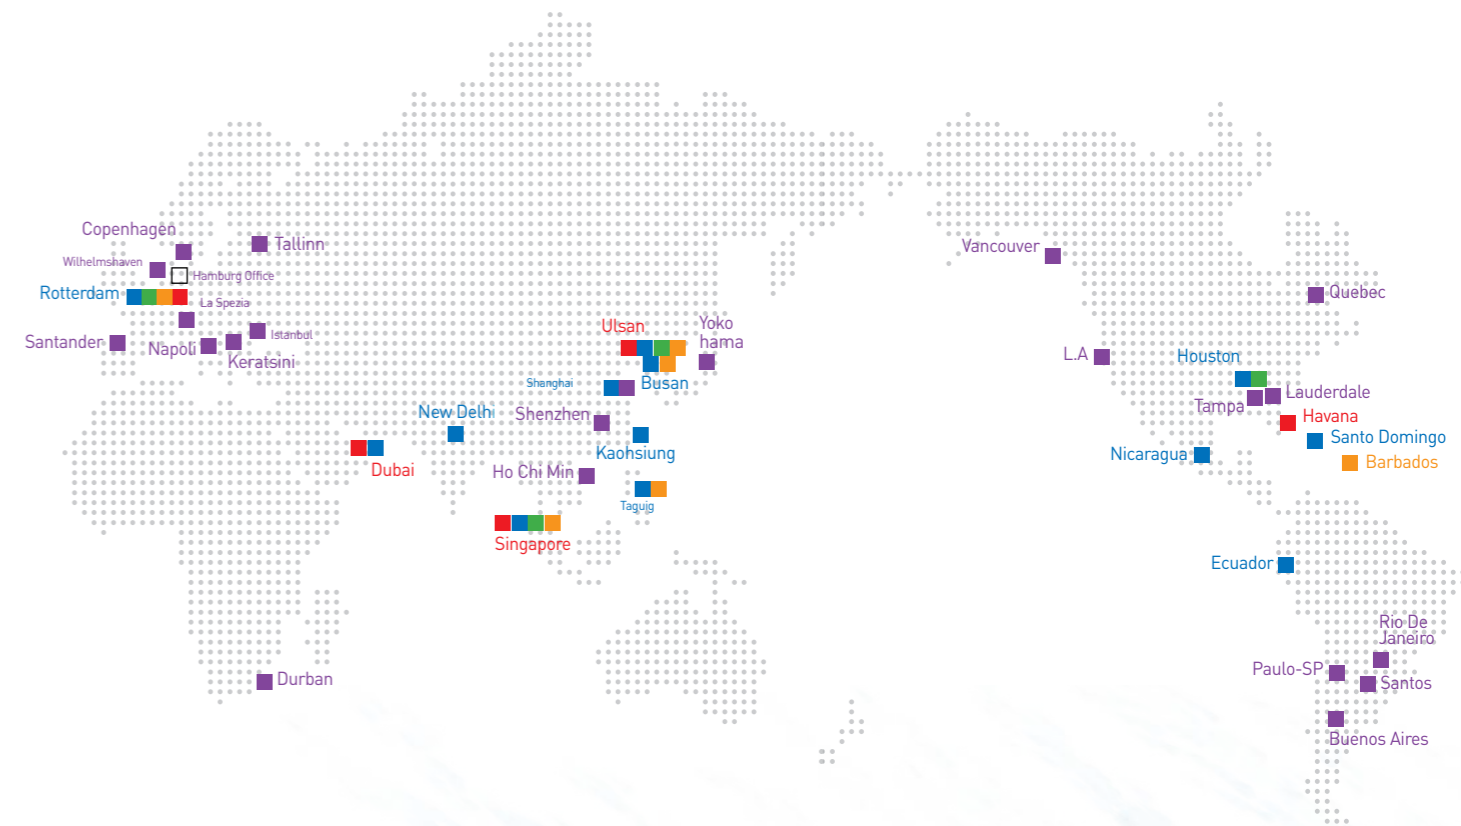 Copenhagen
Tallinn
Wilhelmshaven
Hamburg Office
Rotterdam
La Spezia
Santander
Napoli
Istanbul
Keratsini
Ulsan
Yoko
hama
Shanghai
Busan
New Delhi
Shenzhen
Kaohsiung
Dubai
Ho Chi Min
Taguig
Singapore
Durban
Vancouver
Quebec
L.A
Houston
Lauderdale
Tampa
Havana
Santo Domingo
Nicaragua
Barbados
Ecuador
Rio De
Janeiro
Paulo-SP
Santos
Buenos Aires